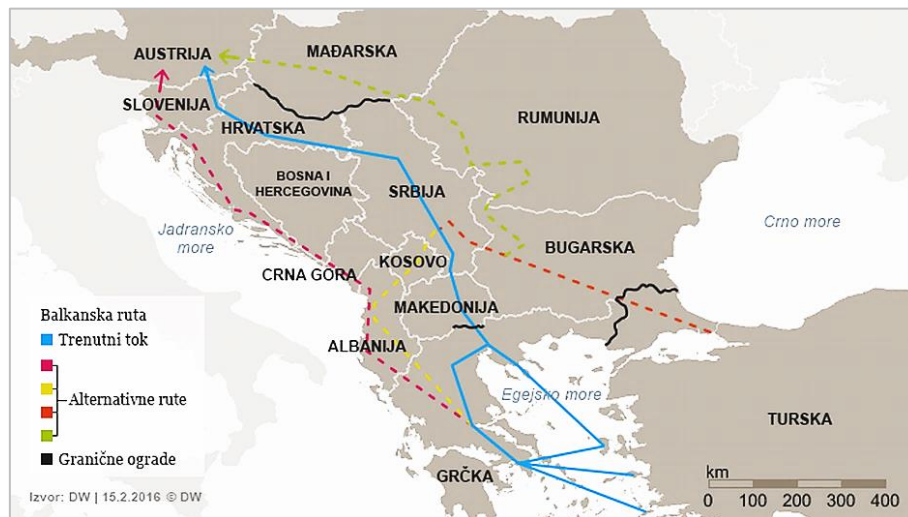 AUSTRIJA
MAĐARSKA
SLOVENIJA
HRVATSKA
RUMUNIJA
BOSNA I
HERCEGOVINA
SRBIJA
Jadransko
more
Crno more
BUGARSKA
KOSOVO
CRNA GORA
MAKEDONIJA
ALBANIJA
Egejsko more
TURSKA
GRČKA
Balkanska ruta
Trenutni tok
Alternativne rute
Granične ograde
km
0 100 200 300 400
Izvor: DW | 15.2.2016 © DW